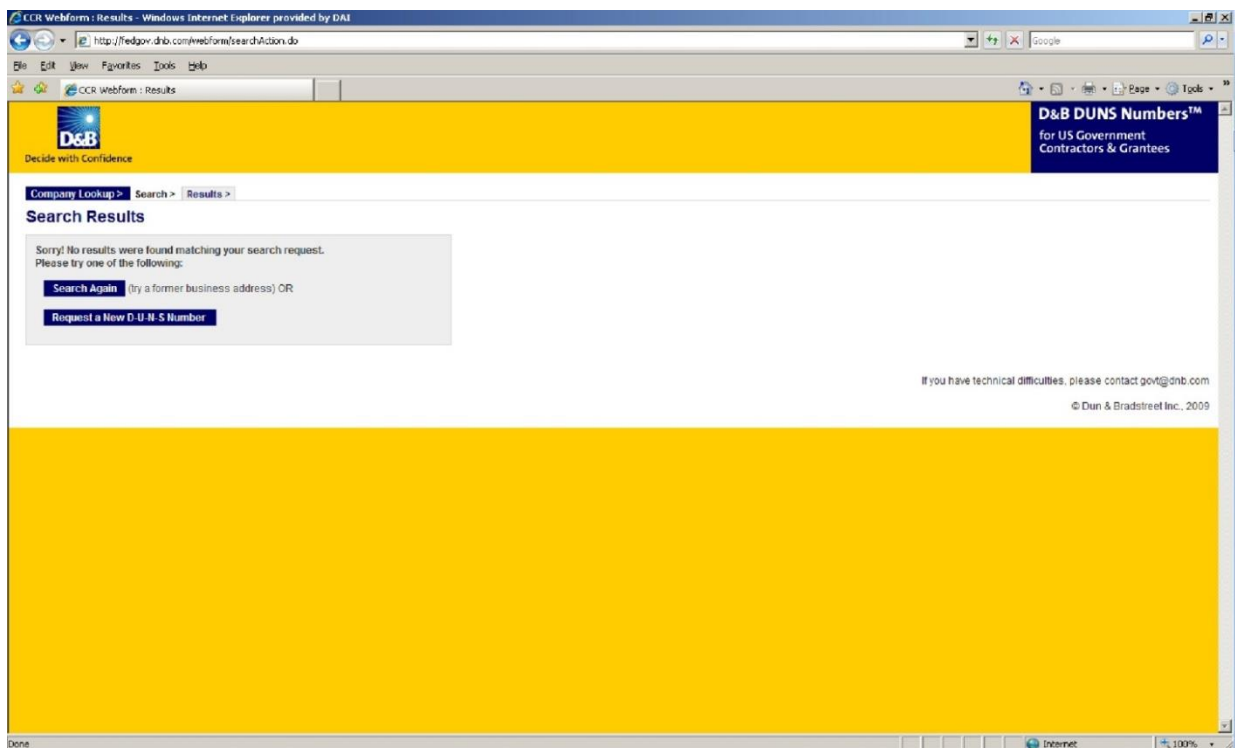 CCR Webform : Results - Windows Internet Explorer provided by DAI
http://fedgov.dnb.com/webform/searchAction.do
Google
File Edit View Favorites Tools Help
CCR Webform : Results
Page Tools
D&B
Decide with Confidence
D&B DUNS Numbers™
for US Government
Contractors & Grantees
Company Lookup > Search > Results >
Search Results
Sorry! No results were found matching your search request.
Please try one of the following:
Search Again (try a former business address) OR
Request a New D-U-N-S Number
If you have technical difficulties, please contact govt@dnb.com
© Dun & Bradstreet Inc., 2009
Done
Internet 100%